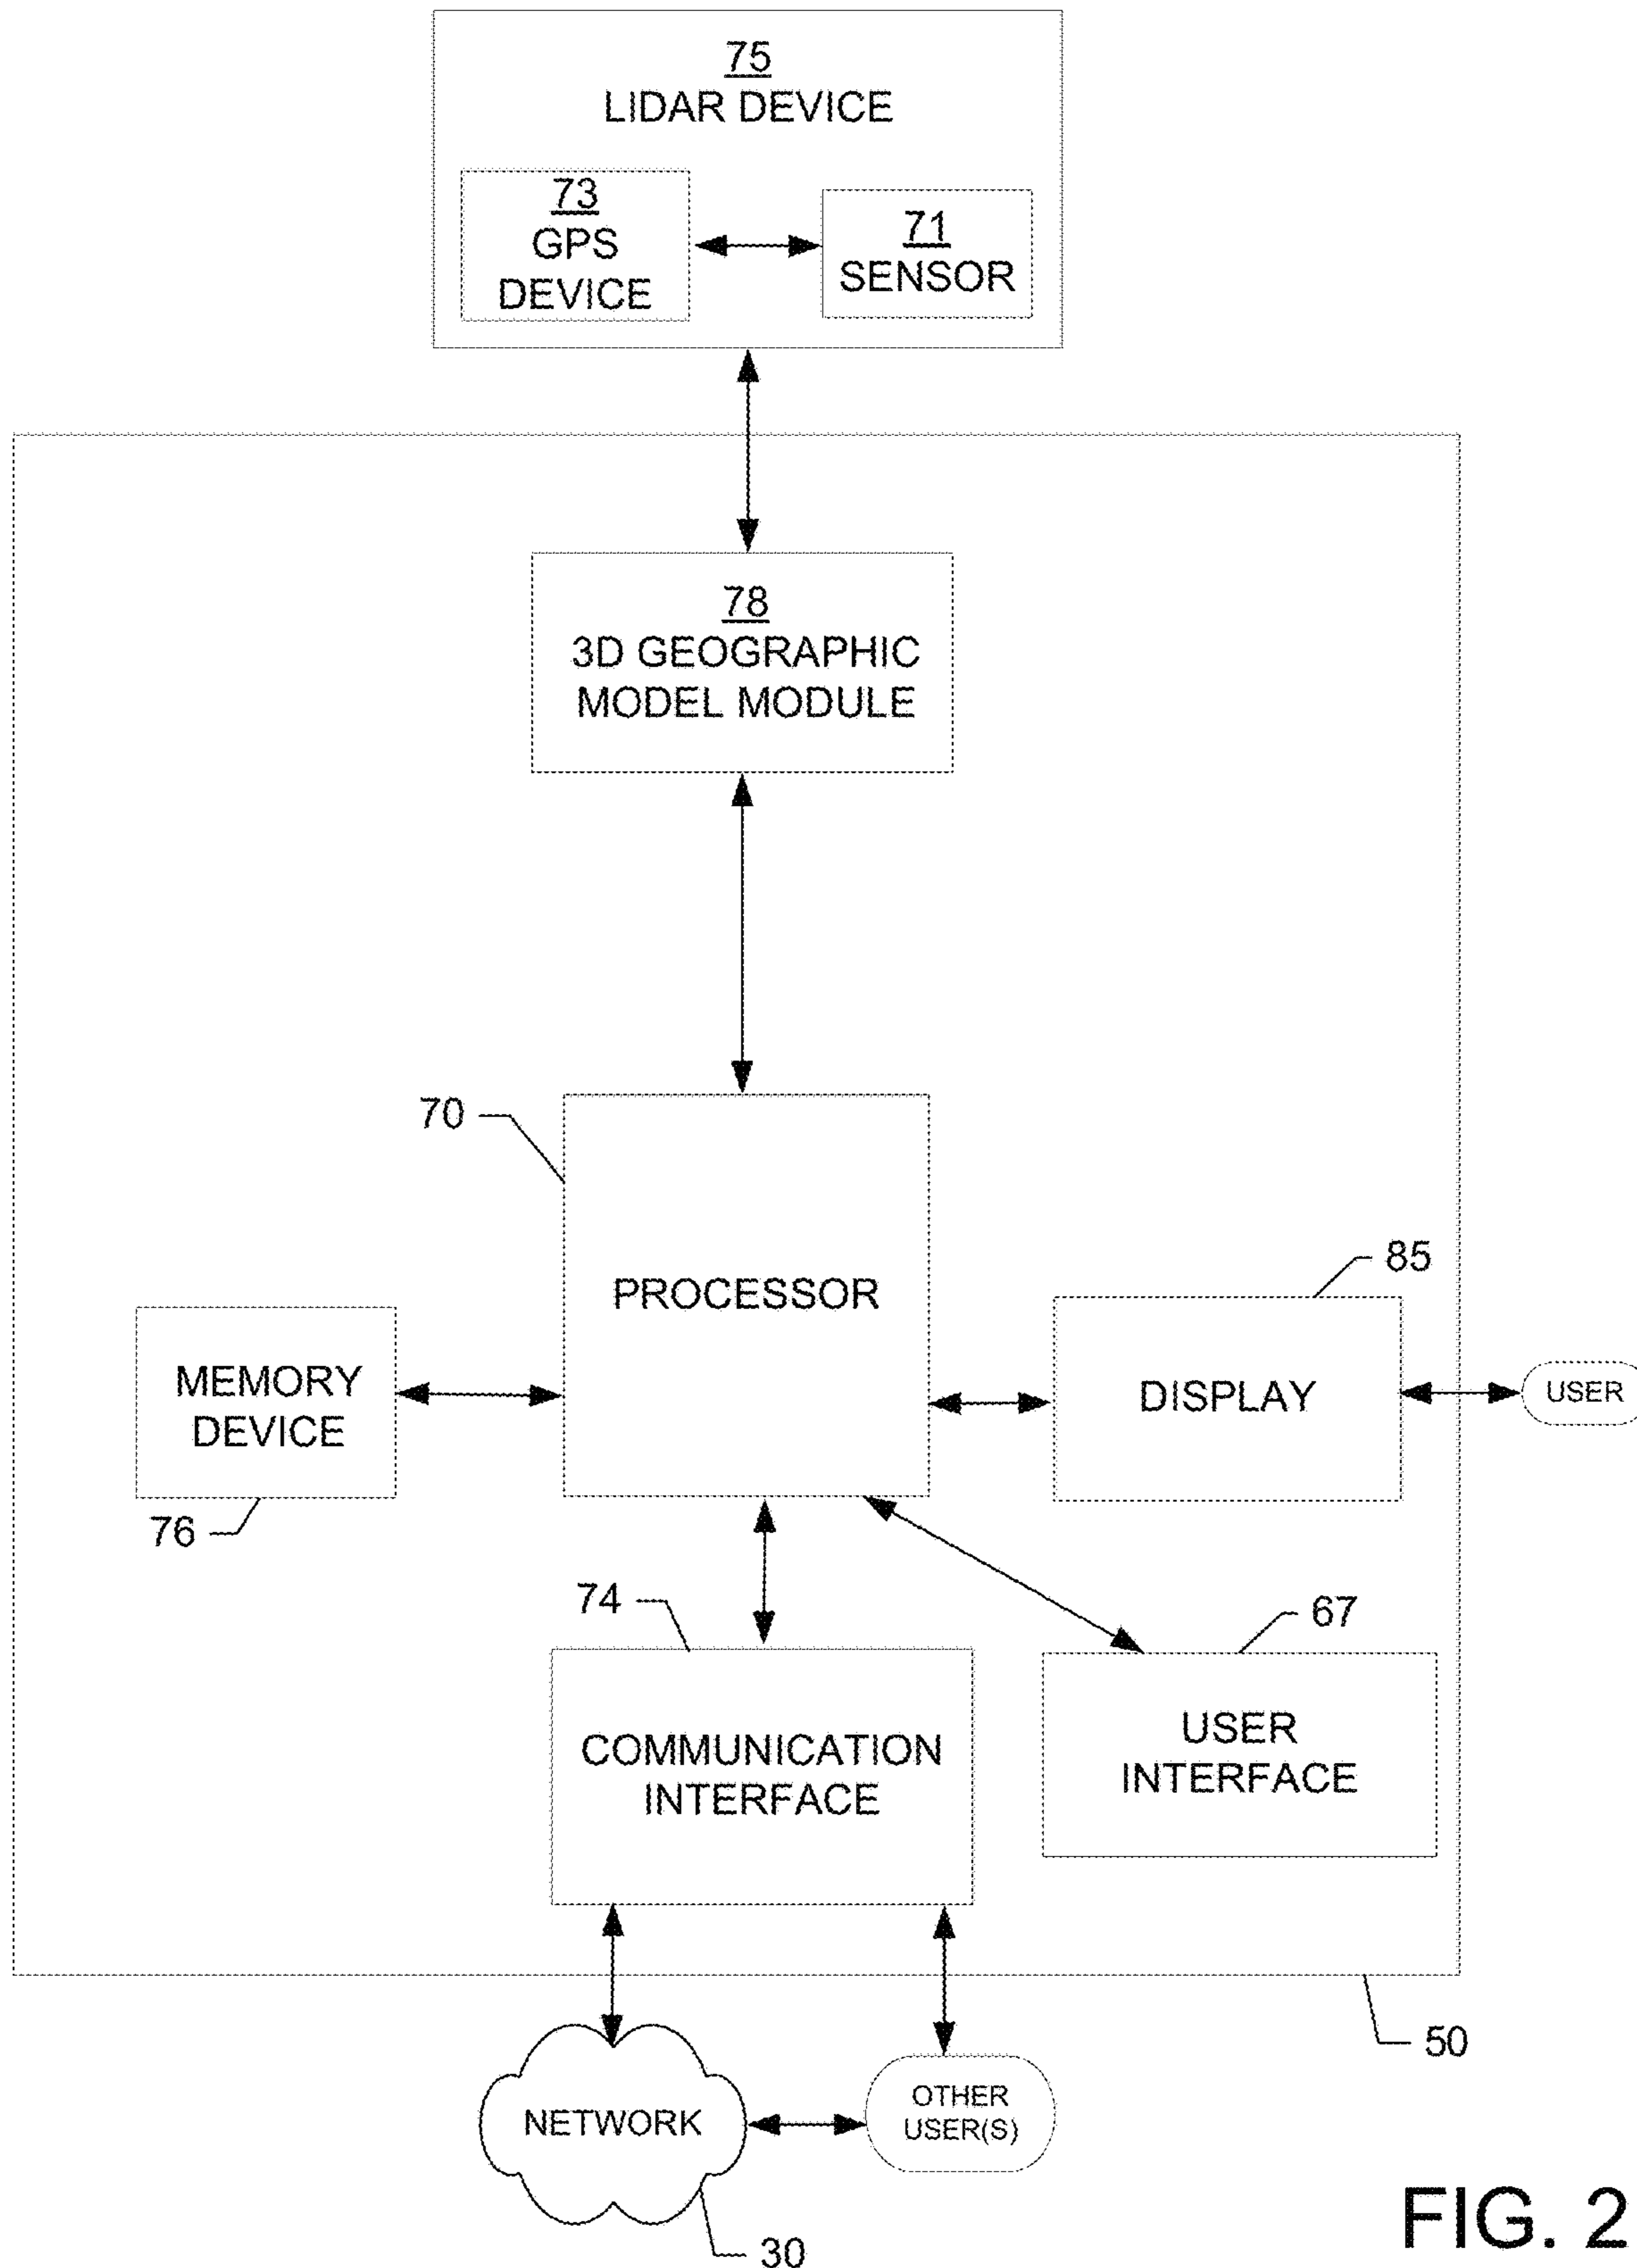 75
LIDAR DEVICE
73
GPS
DEVICE
71
SENSOR
78
3D GEOGRAPHIC
MODEL MODULE
70
PROCESSOR
85
MEMORY
DEVICE
DISPLAY
USER
76
74
67
COMMUNICATION
INTERFACE
USER
INTERFACE
50
NETWORK
OTHER
USER(S)
30
FIG. 2